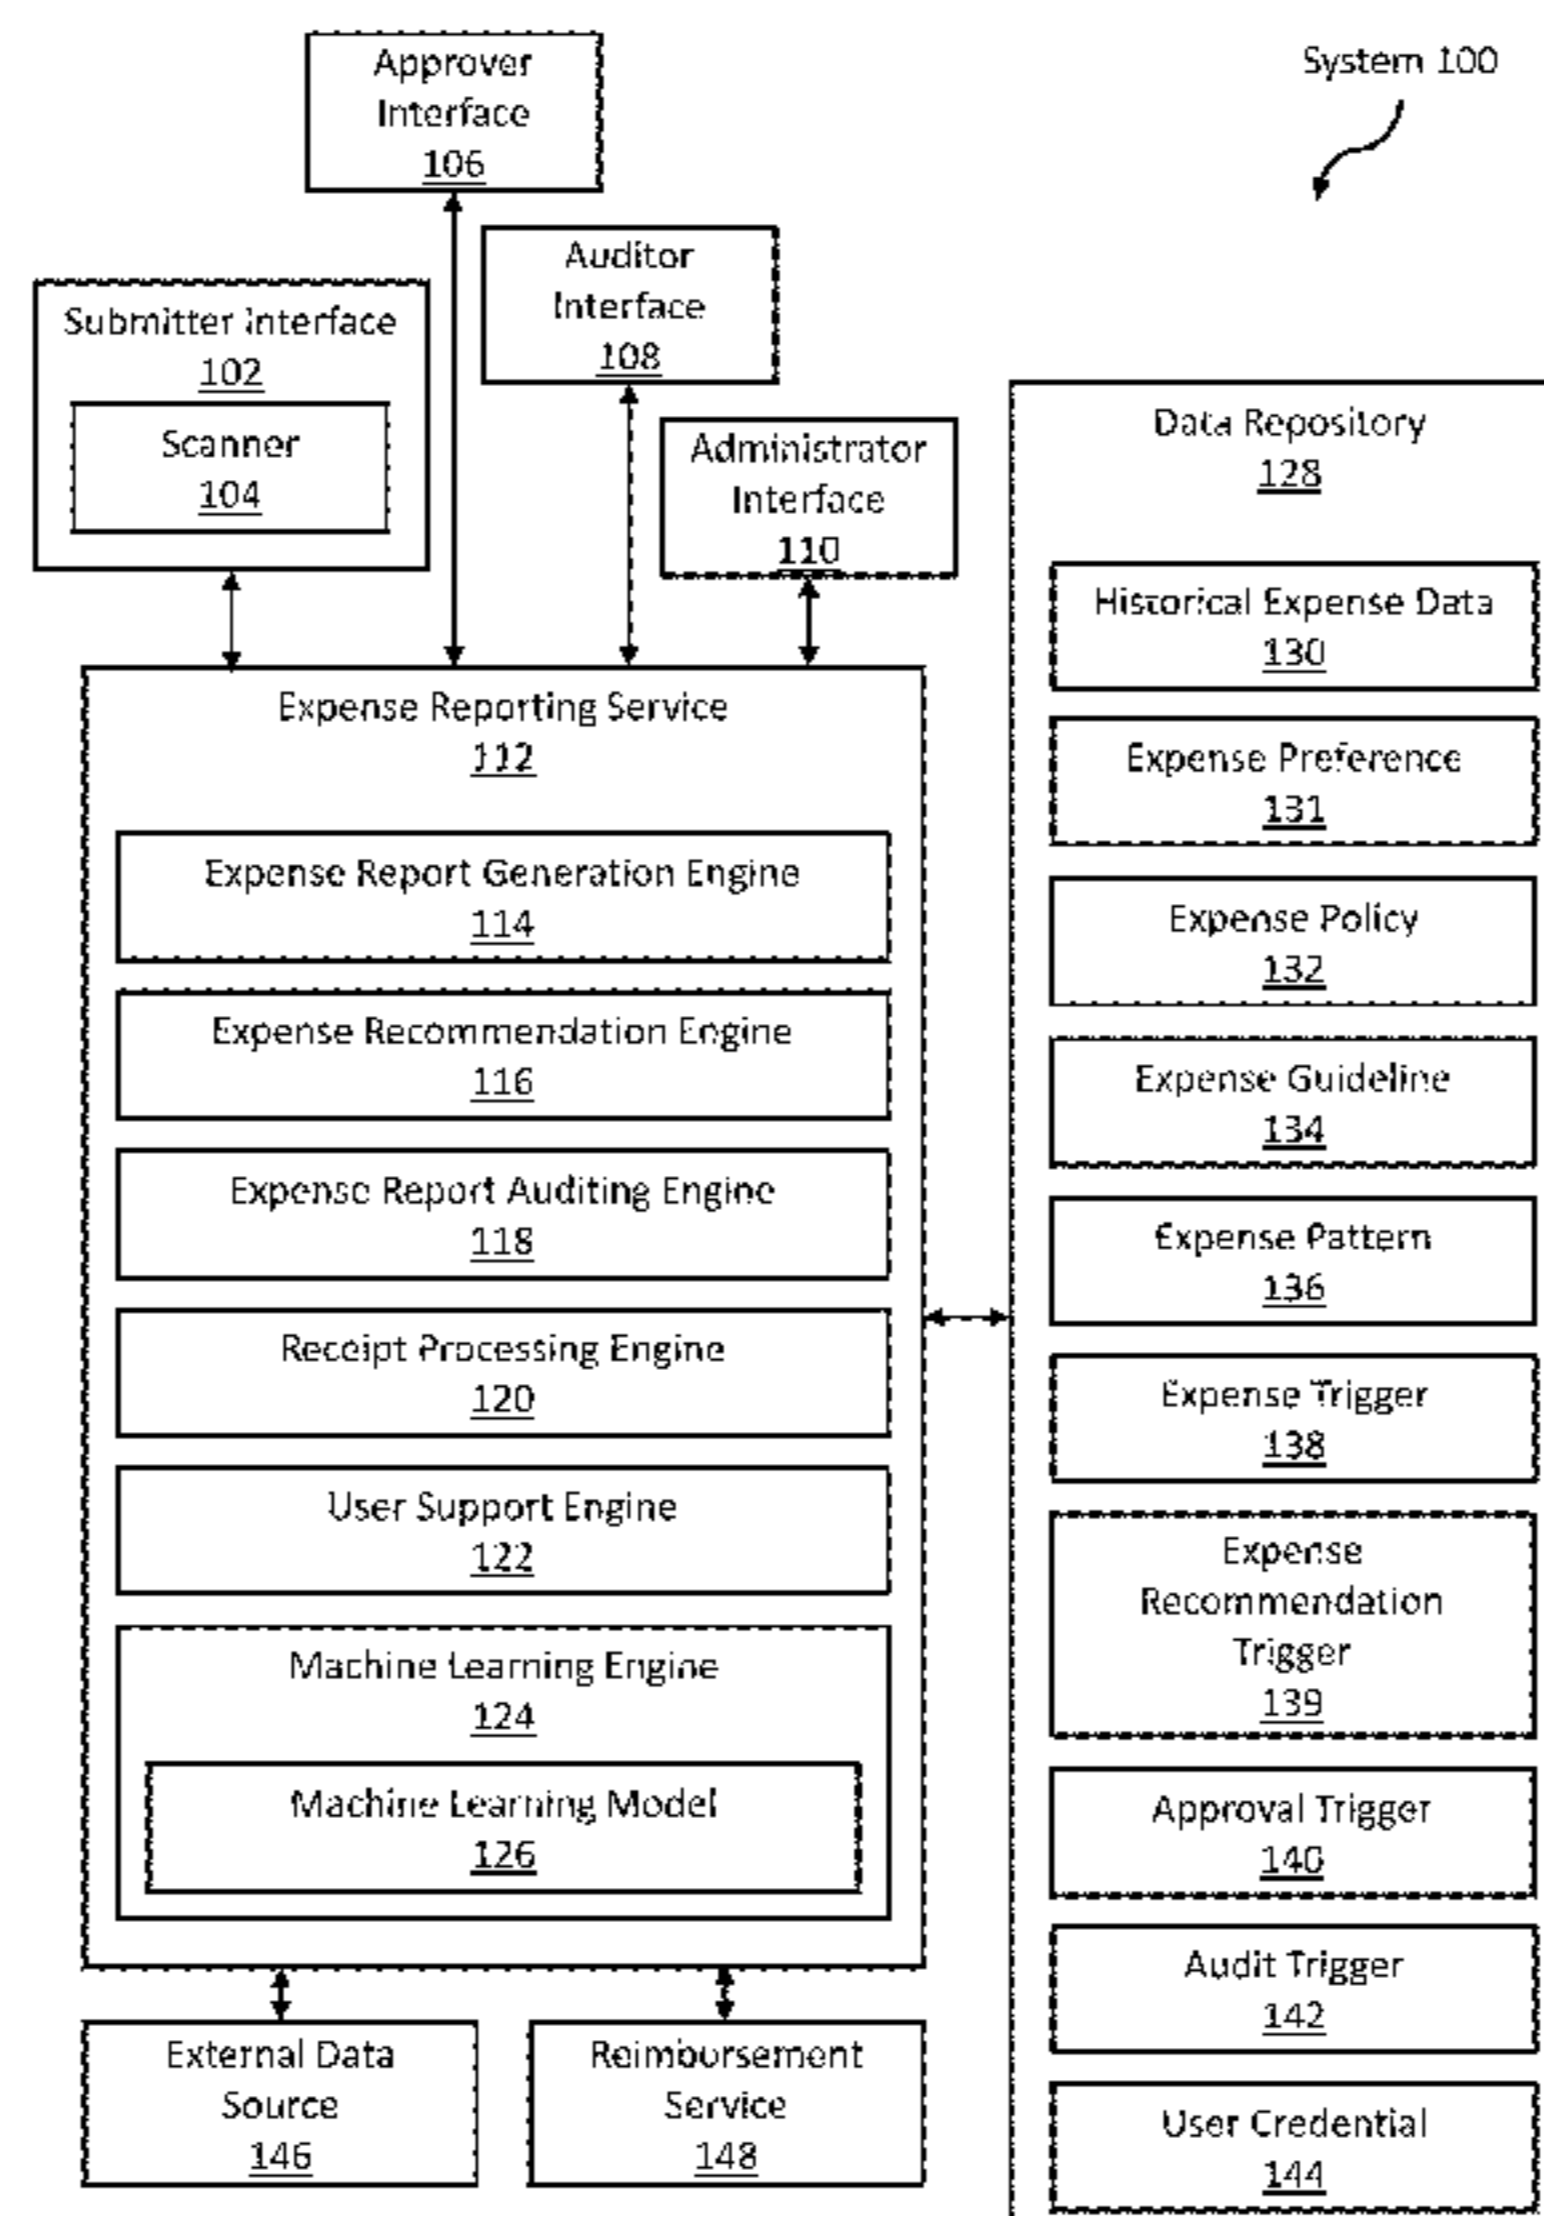 System 100
Approver
Interface
106
Auditor
Interface
108
Submitter Interface
102
Scanner
104
Administrator
Interface
110
Expense Reporting Service
112
Expense Report Generation Engine
114
Expense Recommendation Engine
116
Expense Report Auditing Engine
118
Receipt Processing Engine
120
User Support Engine
122
Machine Learning Engine
124
Machine Learning Model
126
External Data
Source
146
Reimbursement
Service
148
Data Repository
128
Historical Expense Data
130
Expense Preference
131
Expense Policy
132
Expense Guideline
134
Expense Pattern
136
Expense Trigger
138
Expense
Recommendation
Trigger
139
Approval Trigger
140
Audit Trigger
142
User Credential
144